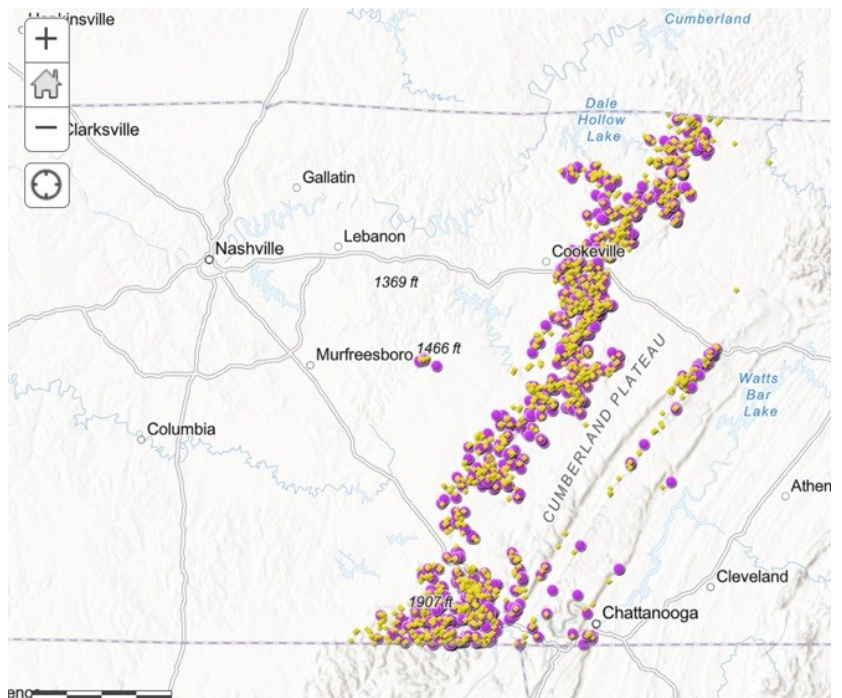 Hopkinsville
Cumberland
+
−
Clarksville
Dale
Hollow
Lake
Gallatin
Nashville
Lebanon
Cookeville
1369 ft
Murfreesboro
1466 ft
CUMBERLAND PLATEAU
Watts
Bar
Lake
Columbia
Athen
Cleveland
1907 ft
Chattanooga